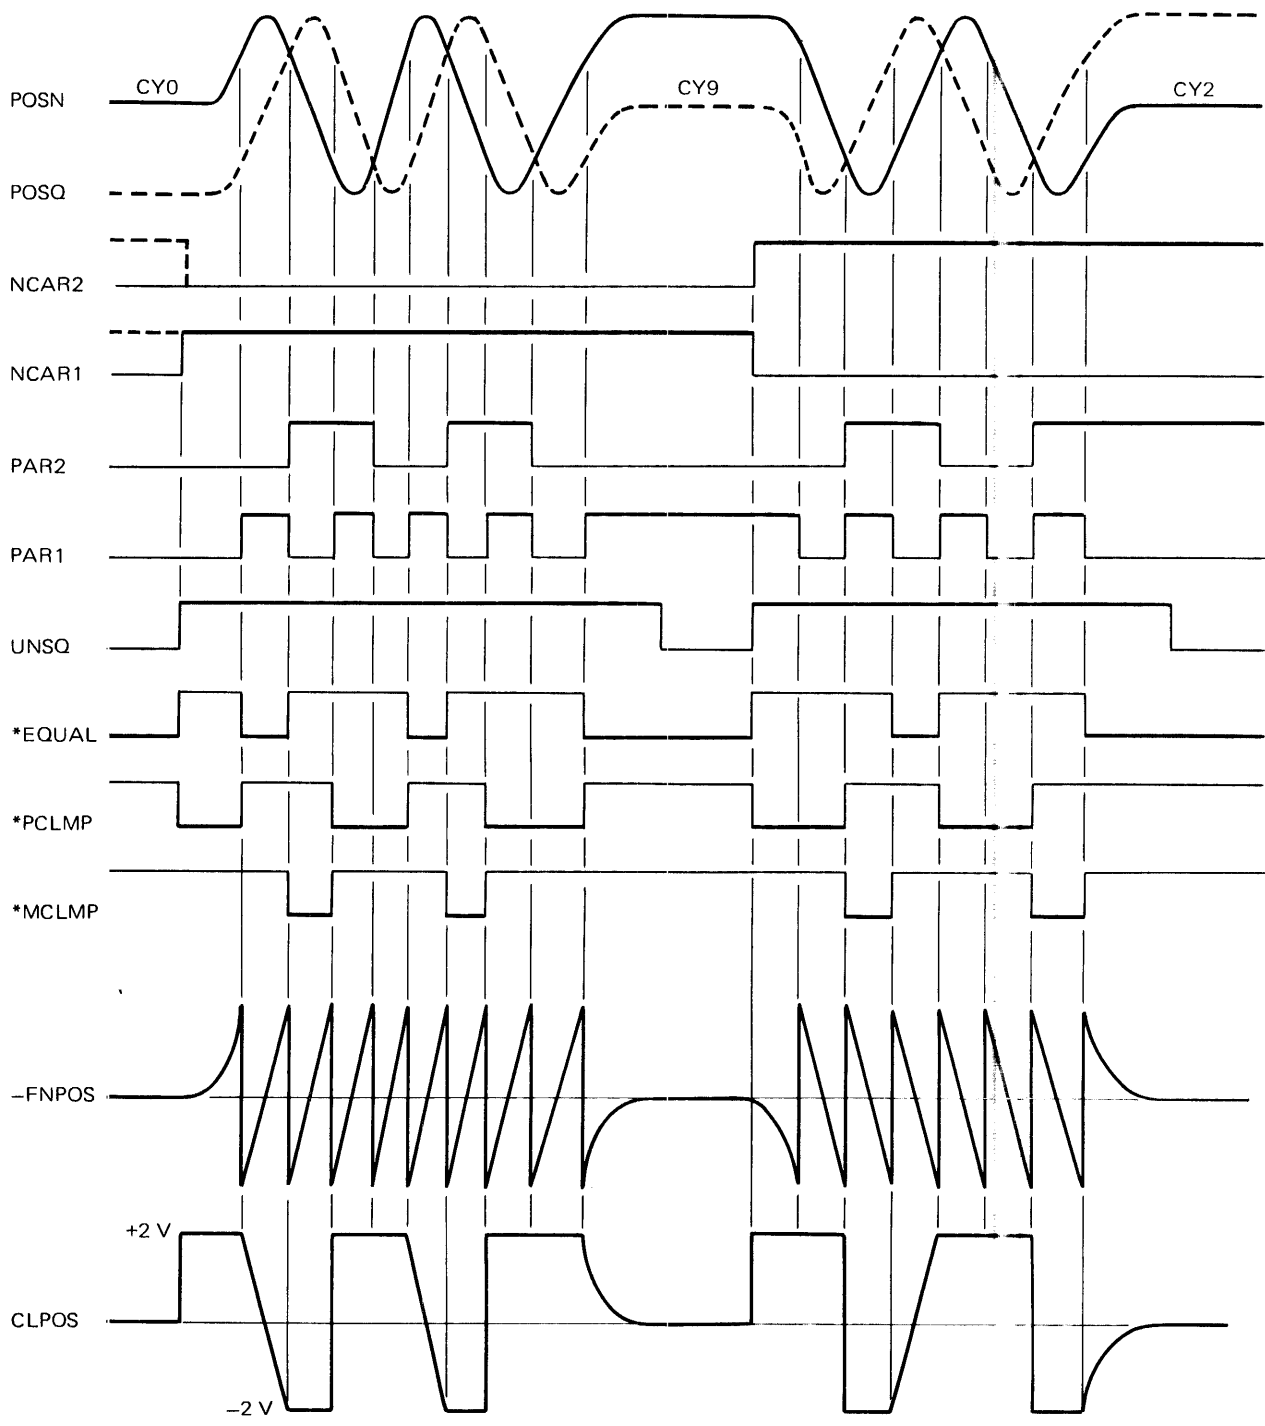 CY0
CY9
CY2
POSN
POSQ
NCAR2
NCAR1
PAR2
PAR1
UNSQ
*EQUAL
*PCLMP
*MCLMP
–FNPOS
+2 V
CLPOS
–2 V